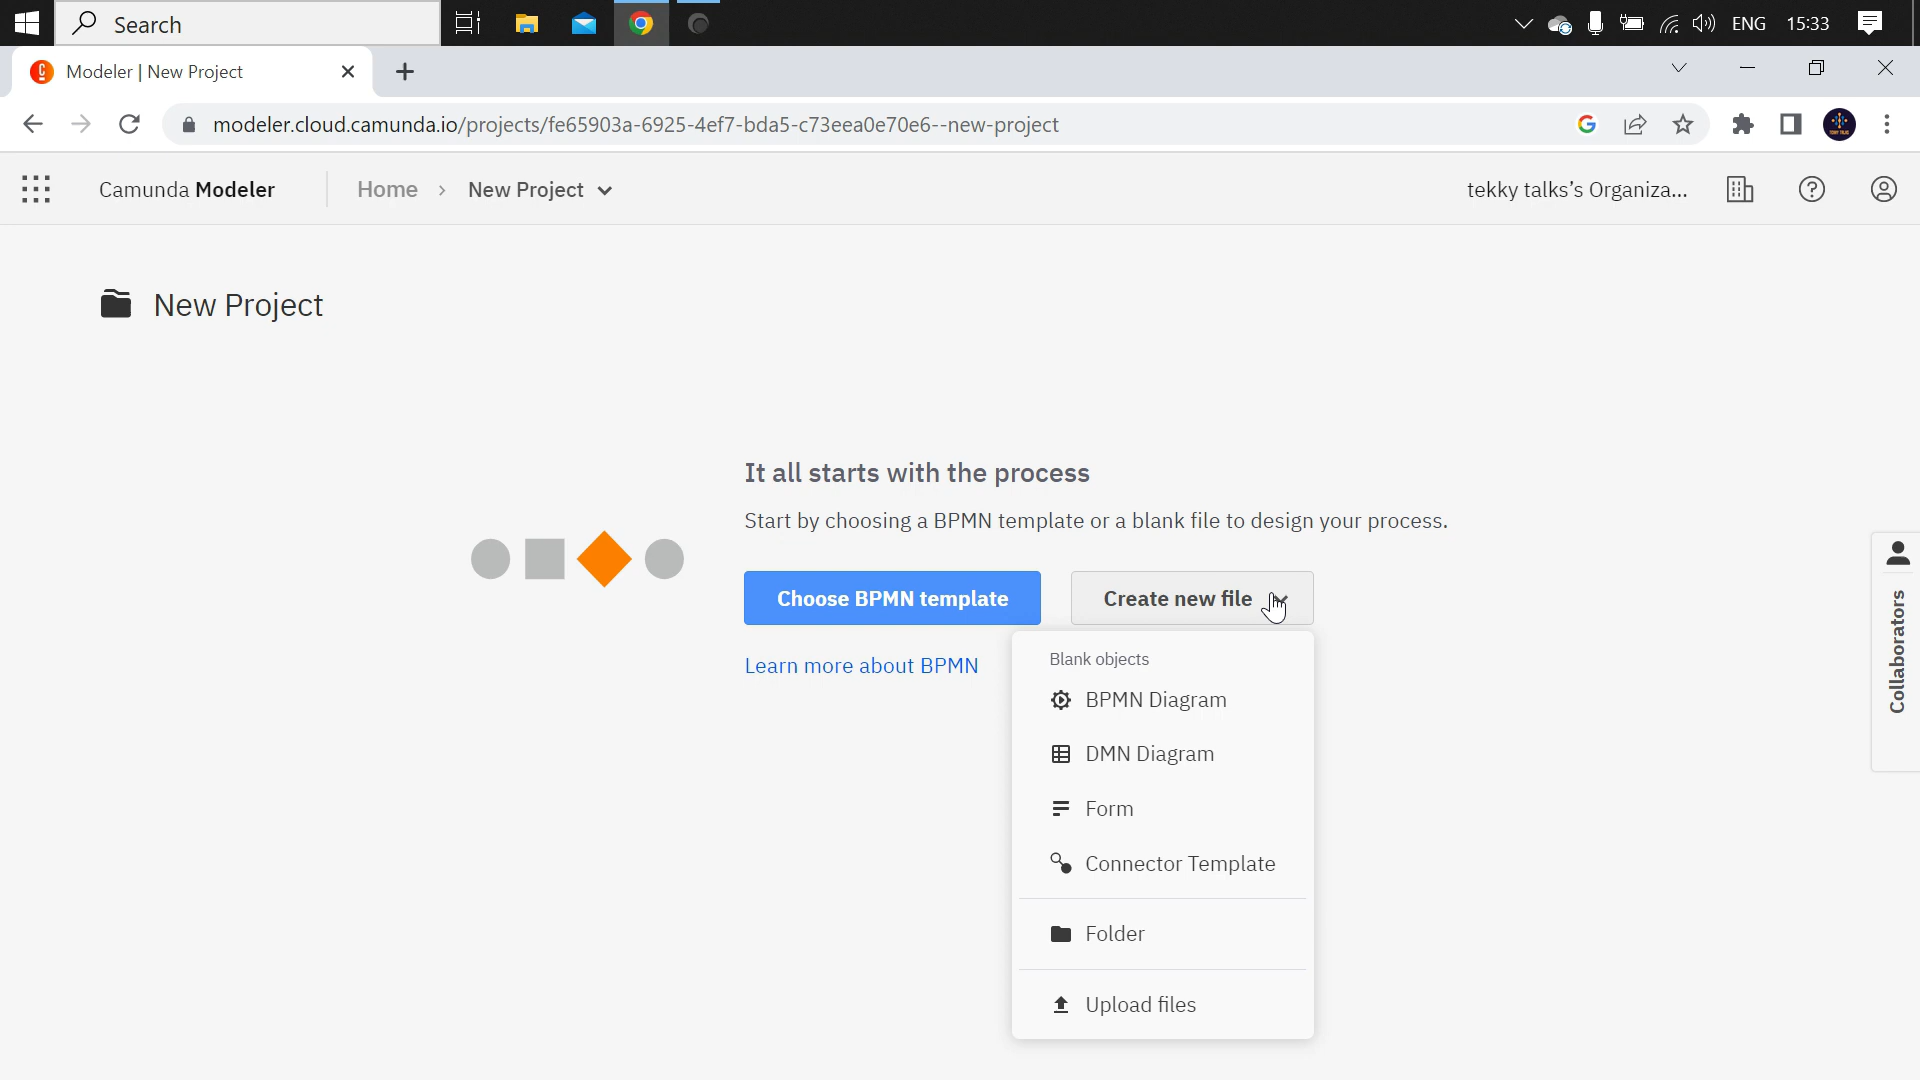 Search
ENG
15:33
Modeler | New Project
modeler.cloud.camunda.io/projects/fe65903a-6925-4ef7-bda5-c73eea0e70e6--new-project
Camunda Modeler
Home
New Project
tekky talks's Organiza...
New Project
It all starts with the process
Start by choosing a BPMN template or a blank file to design your process.
Choose BPMN template
Create new file
Learn more about BPMN
Blank objects
BPMN Diagram
DMN Diagram
Form
Connector Template
Folder
Upload files
Collaborators